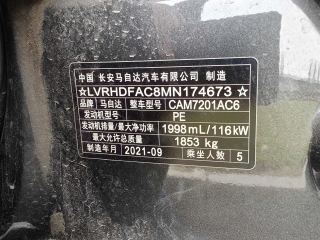 中国 长安马自达汽车有限公司 制造
☆LVRHDFAC8MN174673☆
品牌 马自达 整车型号 CAM7201AC6
发动机型号 PE
发动机排量/最大净功率 1998mL/116kW
最大允许总质量 1853 kg
制造年月 2021-09 乘坐人数 5